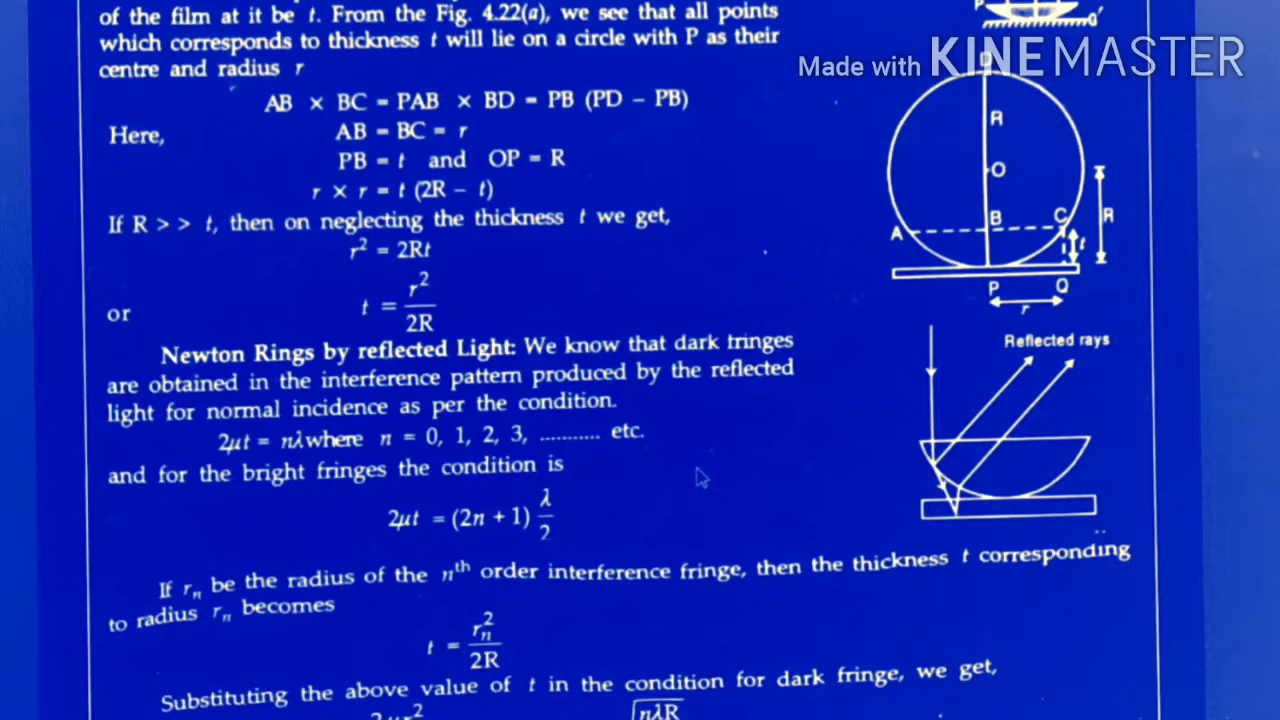 of the film at it be t. From the Fig. 4.22(a), we see that all points
which corresponds to thickness t will lie on a circle with P as their
centre and radius r
AB × BC = PAB × BD = PB (PD − PB)
Here, AB = BC = r
PB = t and OP = R
r × r = t (2R − t)
If R > > t, then on neglecting the thickness t we get,
r² = 2Rt
or t = r²/2R
Newton Rings by reflected Light: We know that dark fringes
are obtained in the interference pattern produced by the reflected
light for normal incidence as per the condition.
2μt = nλ where n = 0, 1, 2, 3, ........... etc.
and for the bright fringes the condition is
2μt = (2n + 1) λ/2
If rₙ be the radius of the nᵗʰ order interference fringe, then the thickness t corresponding
to radius rₙ becomes
t = rₙ²/2R
Substituting the above value of t in the condition for dark fringe, we get,
√nλR
P G′
Made with KINEMASTER
D
R
O
B C
A
t
R
P Q
r
Reflected rays